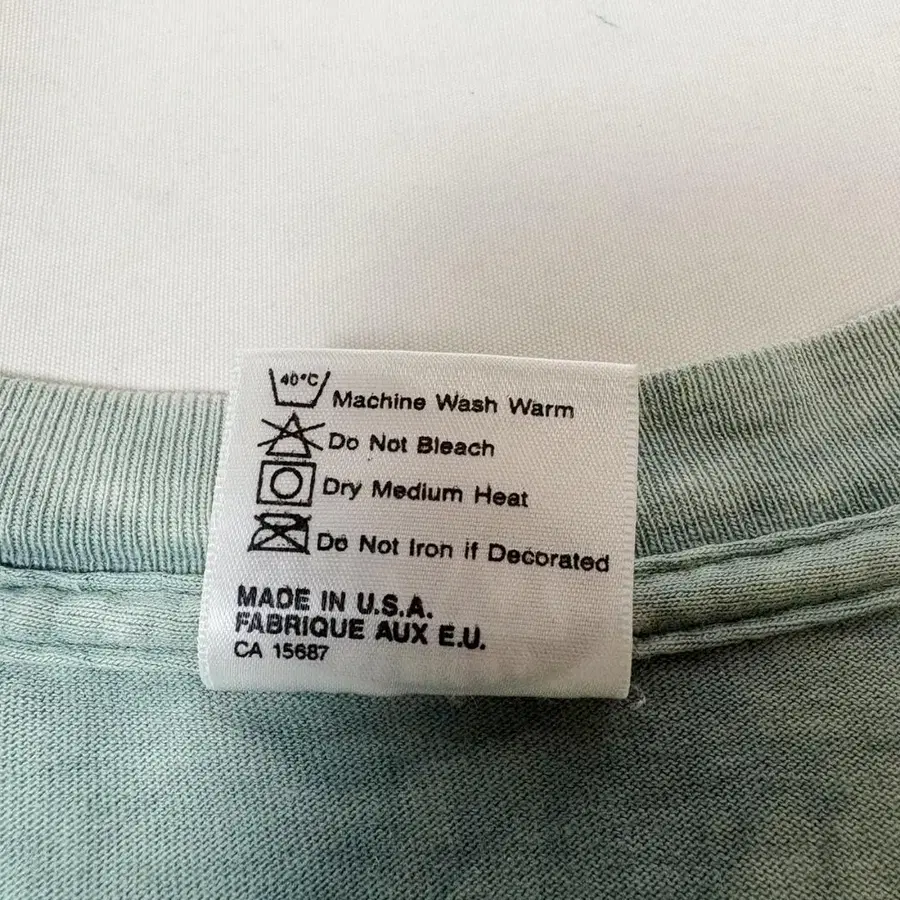 40°C Machine Wash Warm
Do Not Bleach
Dry Medium Heat
Do Not Iron if Decorated
MADE IN U.S.A.
FABRIQUE AUX E.U.
CA 15687